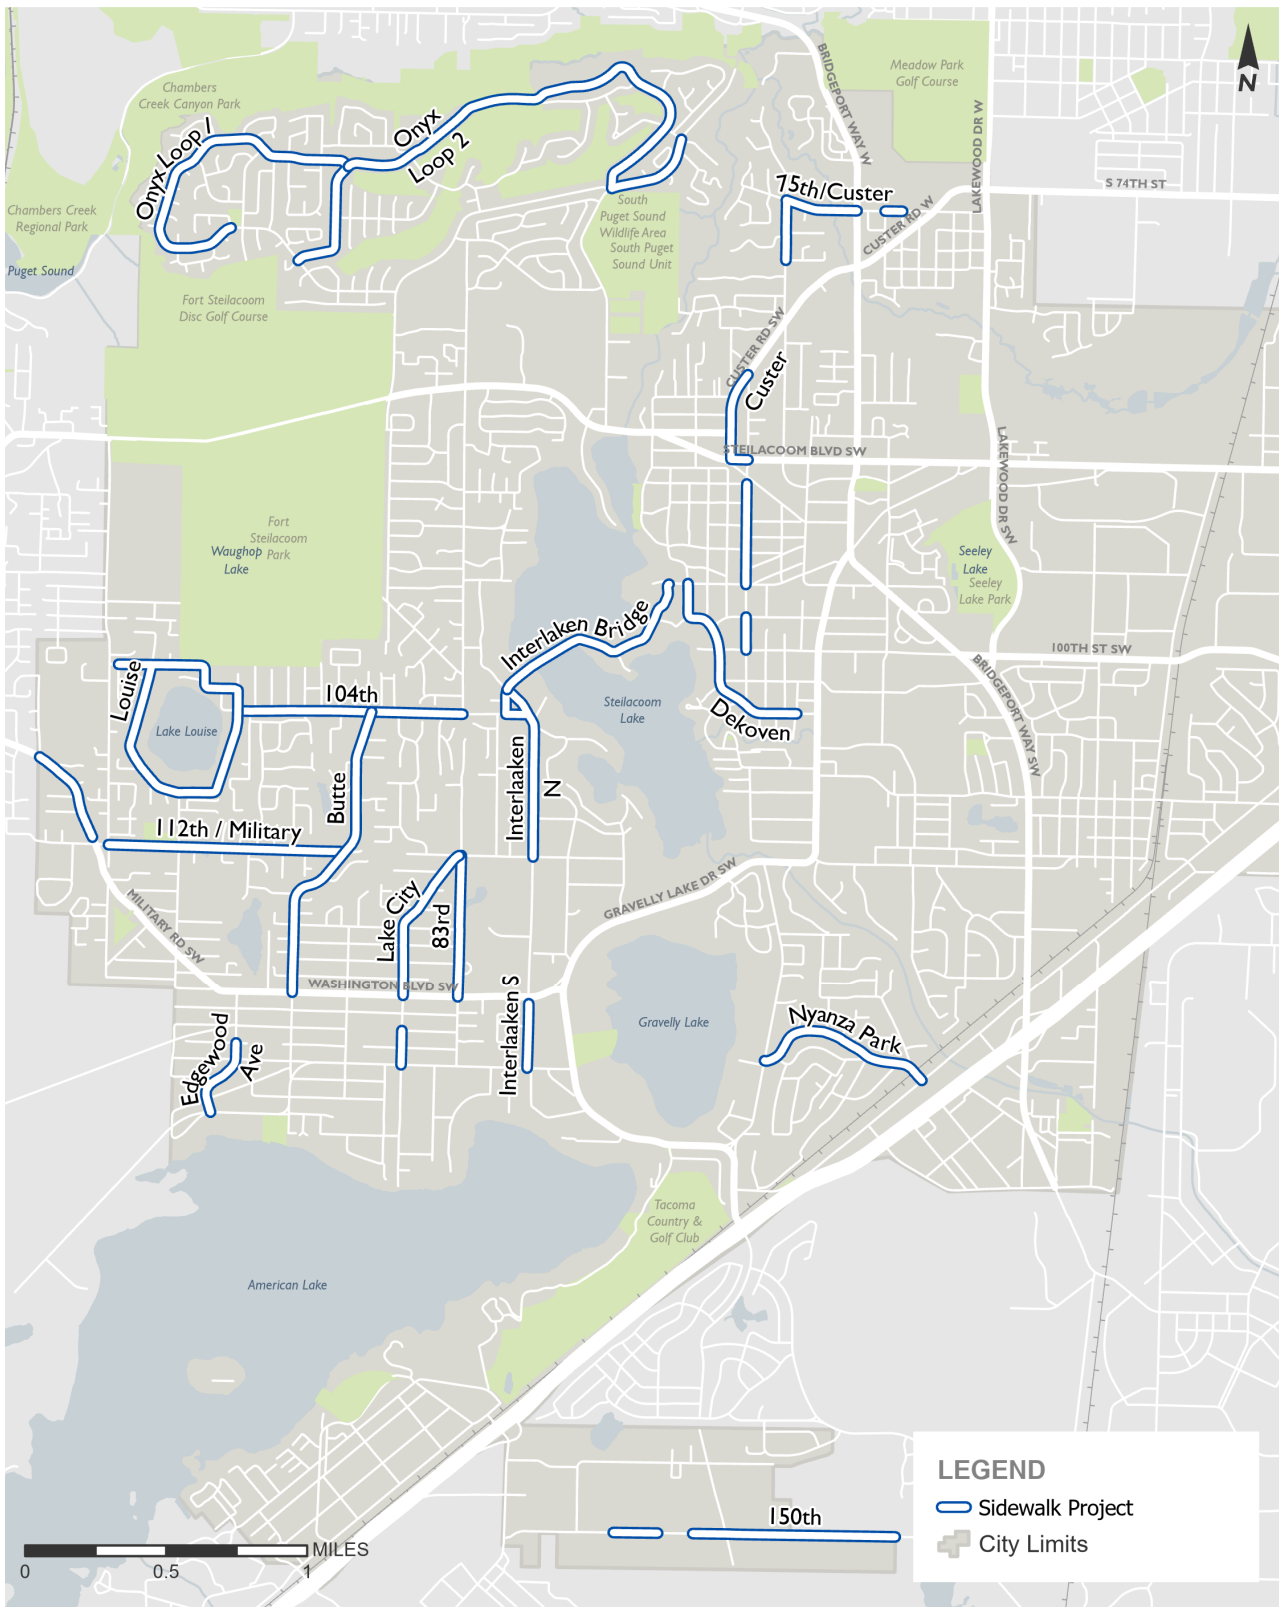 Meadow Park
Golf Course
N
BRIDGEPORT WAY W
Chambers
Creek Canyon Park
Onyx Loop 1
Onyx
Loop 2
LAKEWOOD DR W
S 74TH ST
75th/Custer
CUSTER RD W
Chambers Creek
Regional Park
South
Puget Sound
Wildlife Area
South Puget
Sound Unit
Puget Sound
Fort Steilacoom
Disc Golf Course
CUSTER RD SW
Custer
STEILACOOM BLVD SW
LAKEWOOD DR SW
Fort
Steilacoom
Park
Waughop
Lake
Seeley
Lake
Seeley
Lake Park
Interlaken Bridge
100TH ST SW
BRIDGEPORT WAY SW
Louise
104th
Steilacoom
Lake
Dekoven
Lake Louise
Interlaaken
N
Butte
112th / Military
GRAVELLY LAKE DR SW
Lake City
83rd
MILITARY RD SW
WASHINGTON BLVD SW
Interlaaken S
Edgewood
Ave
Gravelly Lake
Nyanza Park
Tacoma
Country &
Golf Club
American Lake
LEGEND
Sidewalk Project
City Limits
150th
MILES
0
0.5
1